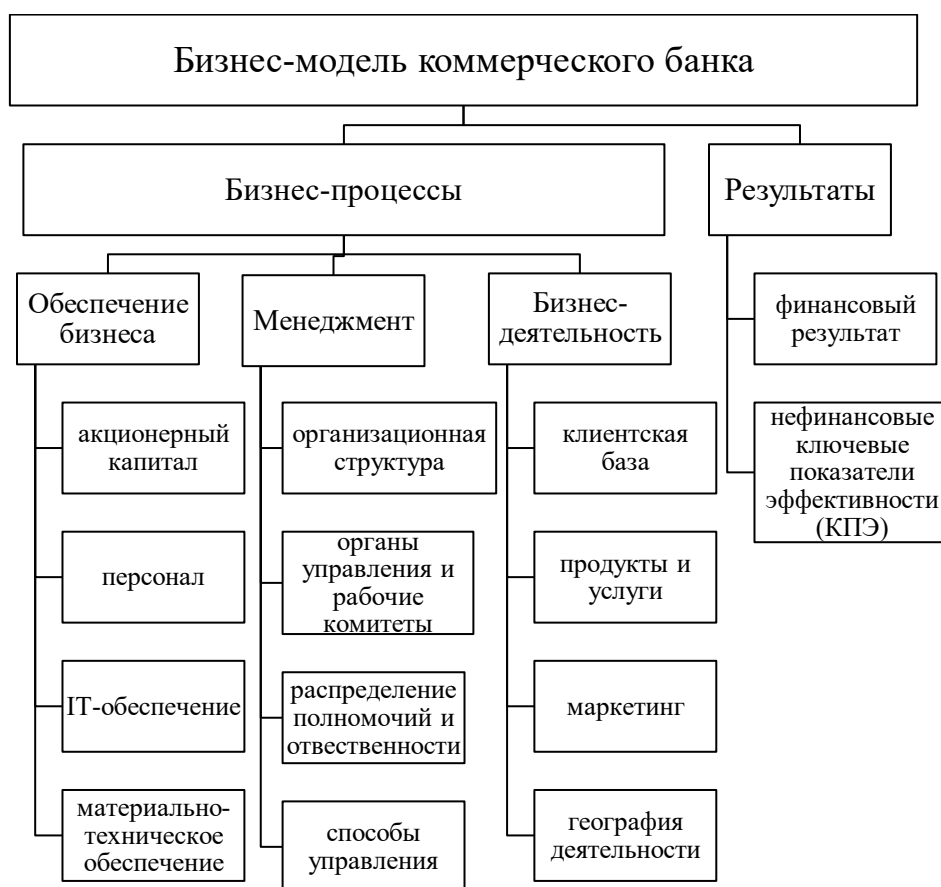 Бизнес-модель коммерческого банка
Бизнес-процессы
Результаты
Обеспечение
бизнеса
акционерный
капитал
персонал
IT-обеспечение
материально-
техническое
обеспечение
Менеджмент
организационная
структура
органы
управления и
рабочие
комитеты
распределение
полномочий и
отвественности
способы
управления
Бизнес-
деятельность
клиентская
база
продукты и
услуги
маркетинг
география
деятельности
финансовый
результат
нефинансовые
ключевые
показатели
эффективности
(КПЭ)